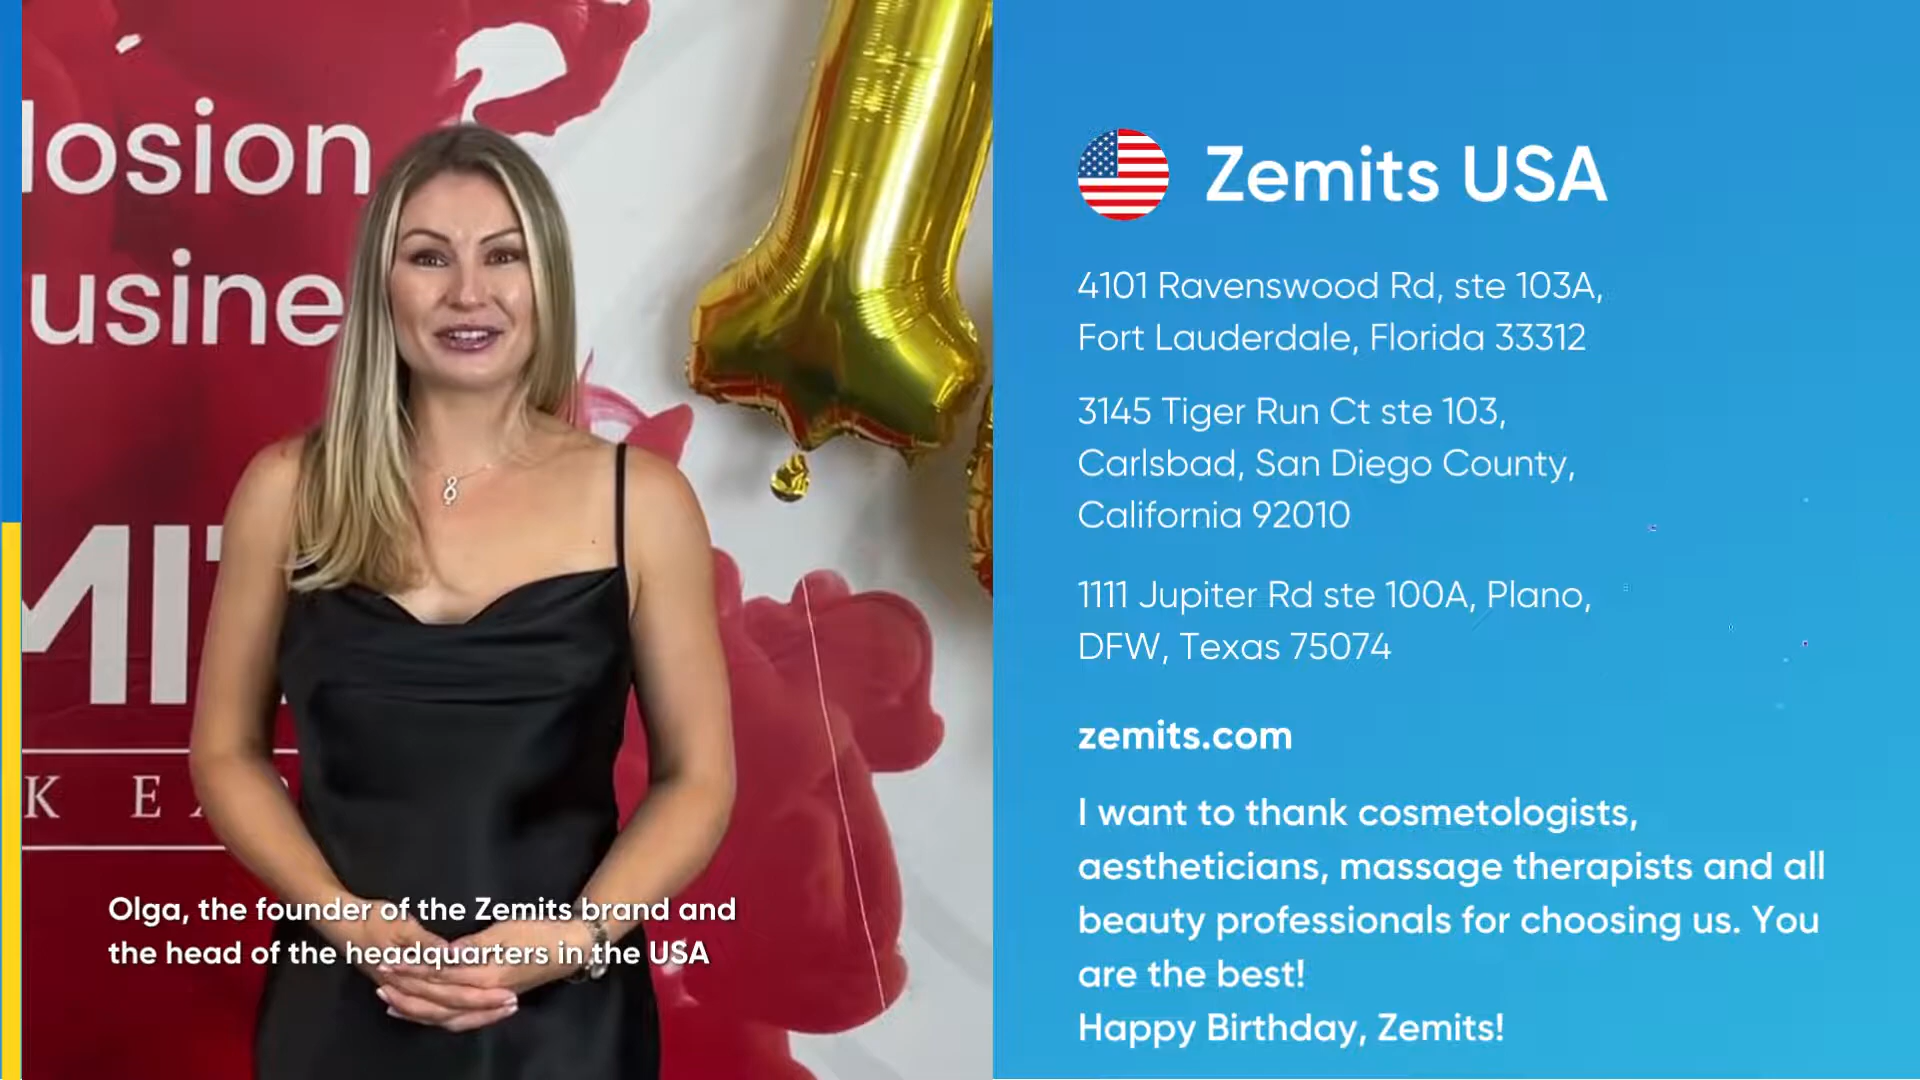 losion
usine
MIT
K E
Olga, the founder of the Zemits brand and
the head of the headquarters in the USA
Zemits USA
4101 Ravenswood Rd, ste 103A,
Fort Lauderdale, Florida 33312
3145 Tiger Run Ct ste 103,
Carlsbad, San Diego County,
California 92010
1111 Jupiter Rd ste 100A, Plano,
DFW, Texas 75074
zemits.com
I want to thank cosmetologists,
aestheticians, massage therapists and all
beauty professionals for choosing us. You
are the best!
Happy Birthday, Zemits!